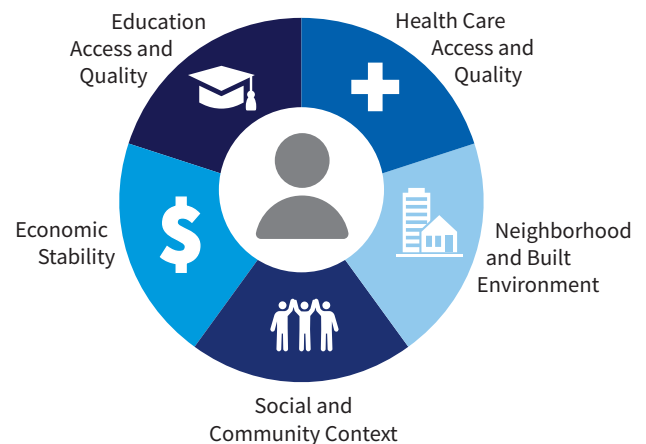 Education
Access and
Quality
Health Care
Access and
Quality
Economic
Stability
Neighborhood
and Built
Environment
Social and
Community Context